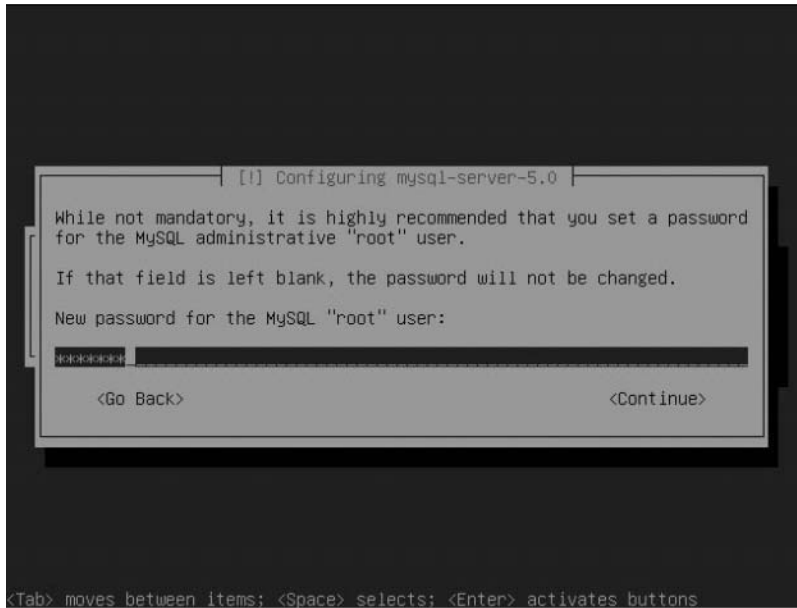 [!] Configuring mysql-server-5.0
While not mandatory, it is highly recommended that you set a password
for the MySQL administrative "root" user.
If that field is left blank, the password will not be changed.
New password for the MySQL "root" user:
*******
<Go Back> <Continue>
<Tab> moves between items; <Space> selects; <Enter> activates buttons